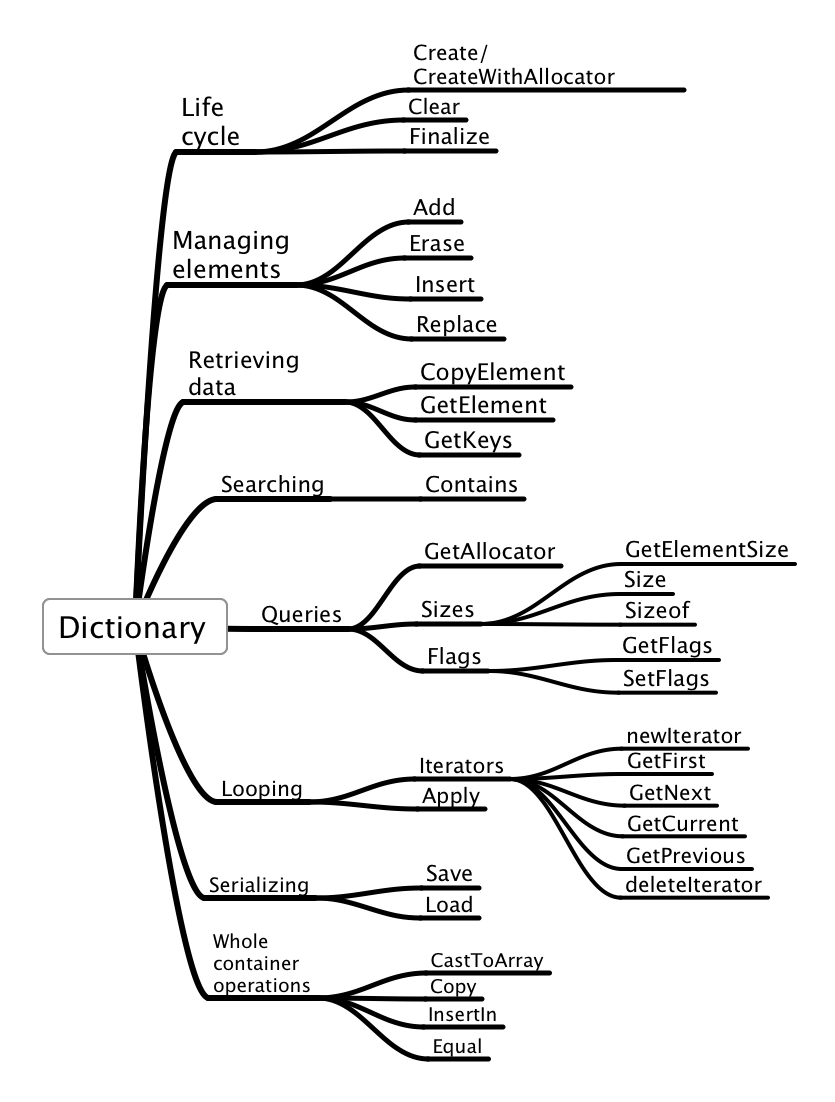 Create/
CreateWithAllocator
Life
cycle
Clear
Finalize
Managing
elements
Add
Erase
Insert
Replace
Retrieving
data
CopyElement
GetElement
GetKeys
Searching
Contains
Dictionary
Queries
GetAllocator
Sizes
GetElementSize
Size
Sizeof
Flags
GetFlags
SetFlags
Looping
Iterators
newIterator
GetFirst
GetNext
GetCurrent
GetPrevious
deleteIterator
Apply
Serializing
Save
Load
Whole
container
operations
CastToArray
Copy
InsertIn
Equal